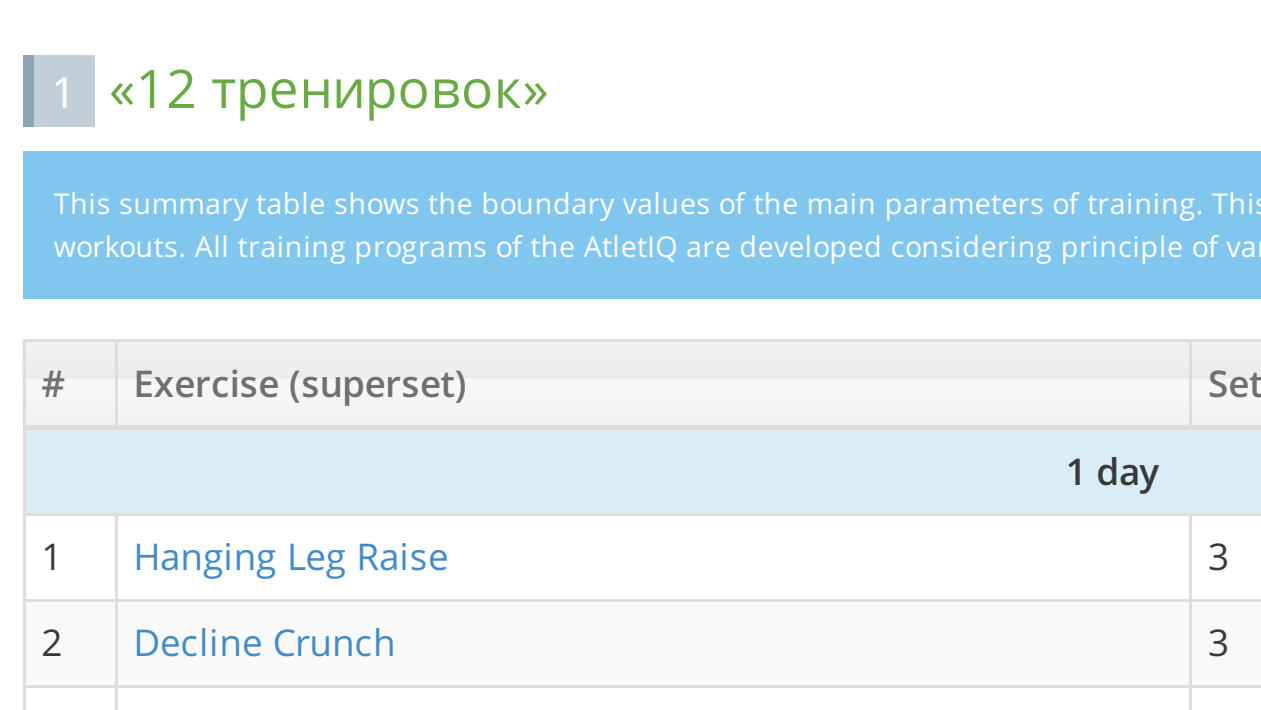 1 «12 тренировок»
This summary table shows the boundary values of the main parameters of training. This
workouts. All training programs of the AtletIQ are developed considering principle of
# Exercise (superset) Set
1 day
1 Hanging Leg Raise 3
2 Decline Crunch 3